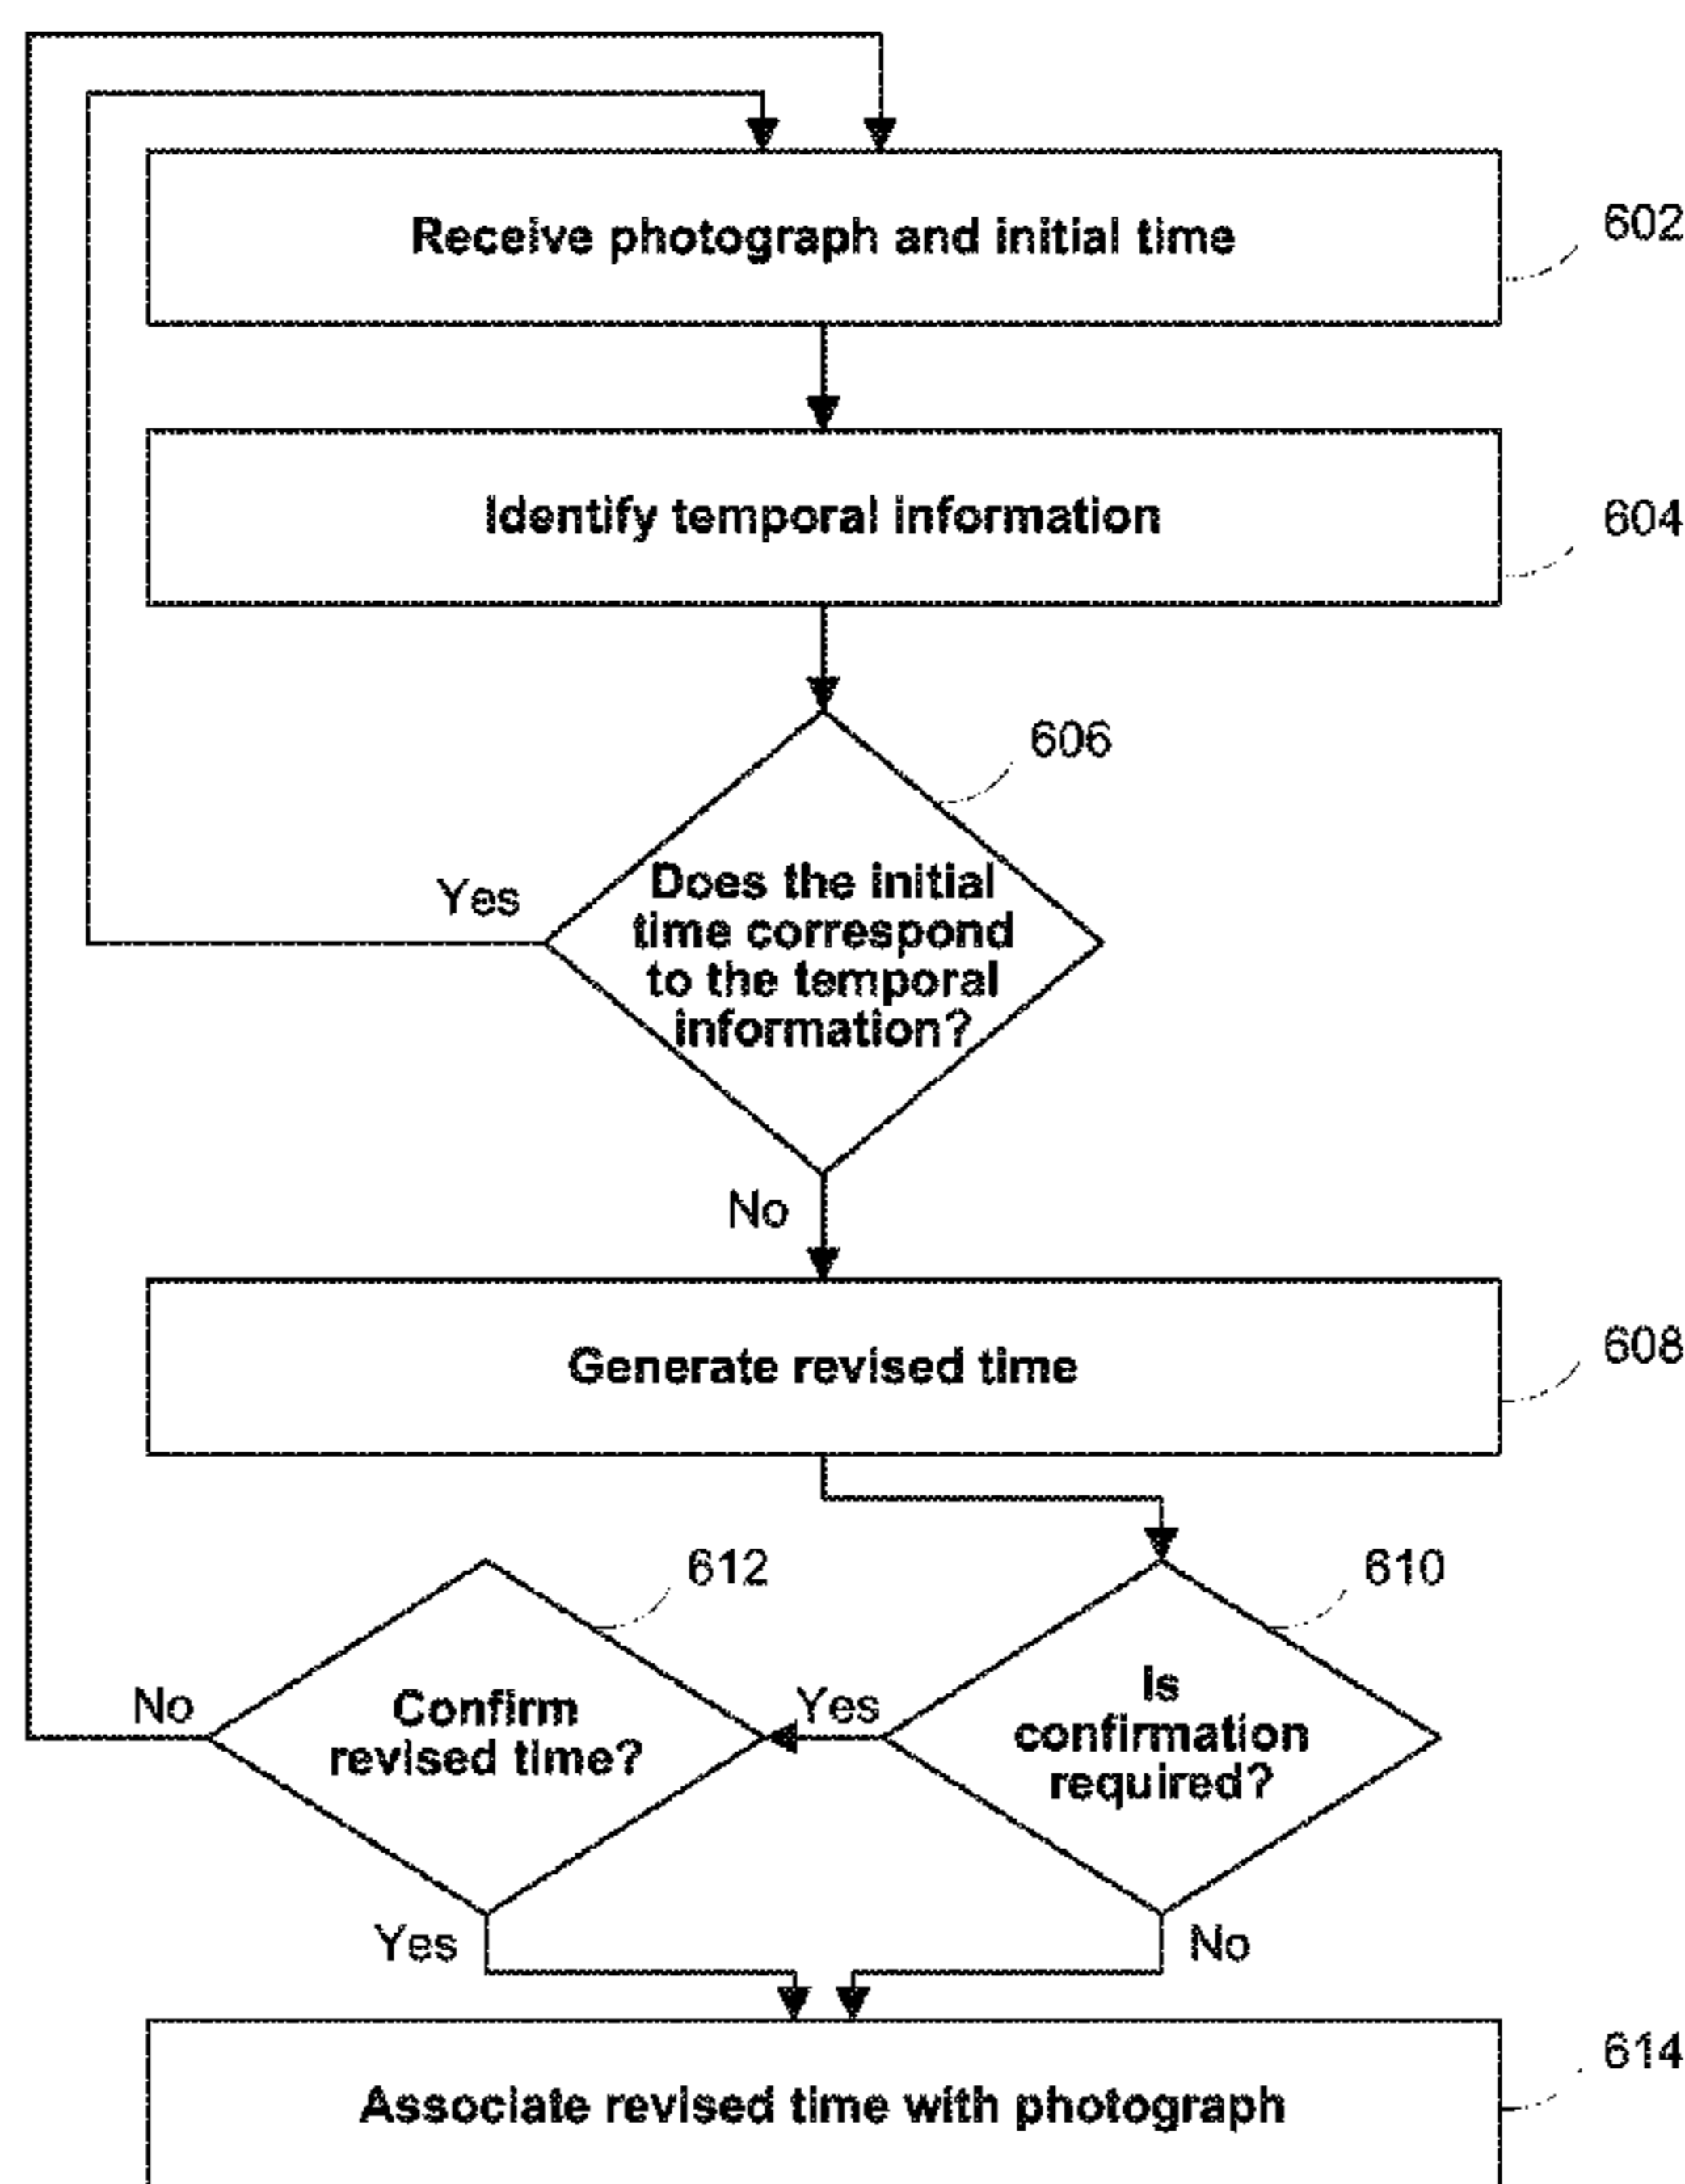 Receive photograph and initial time
602
Identify temporal information
604
606
Does the initial
time correspond
to the temporal
information?
Yes
No
Generate revised time
608
612
610
No
Confirm
revised time?
Yes
Is
confirmation
required?
Yes
No
Associate revised time with photograph
614